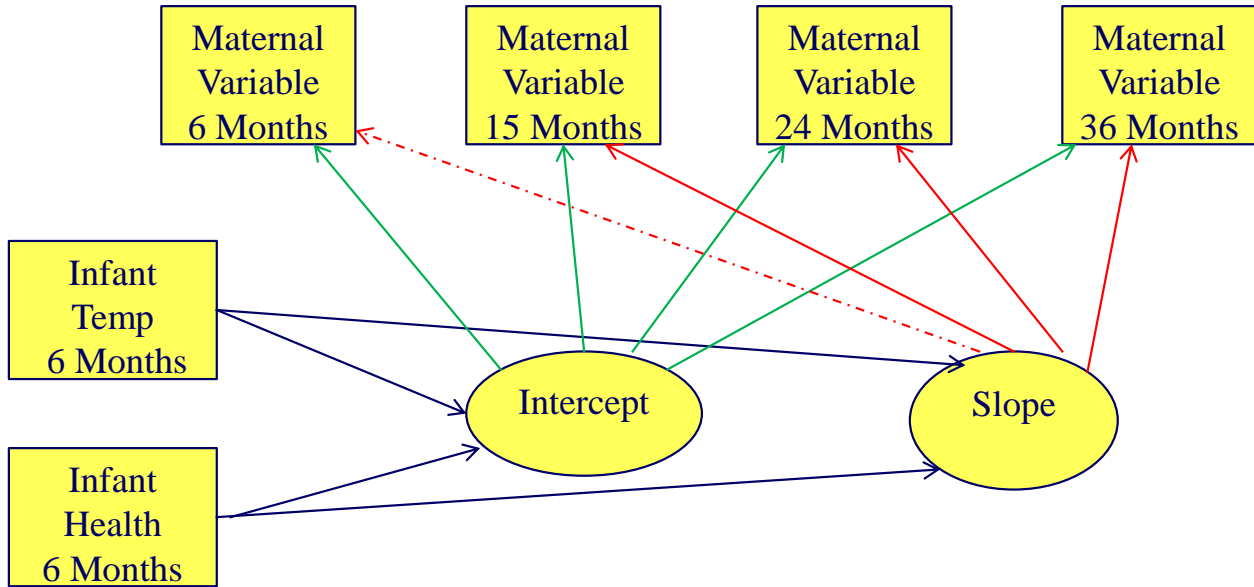 Maternal
Variable
6 Months
Maternal
Variable
15 Months
Maternal
Variable
24 Months
Maternal
Variable
36 Months
Infant
Temp
6 Months
Intercept
Slope
Infant
Health
6 Months